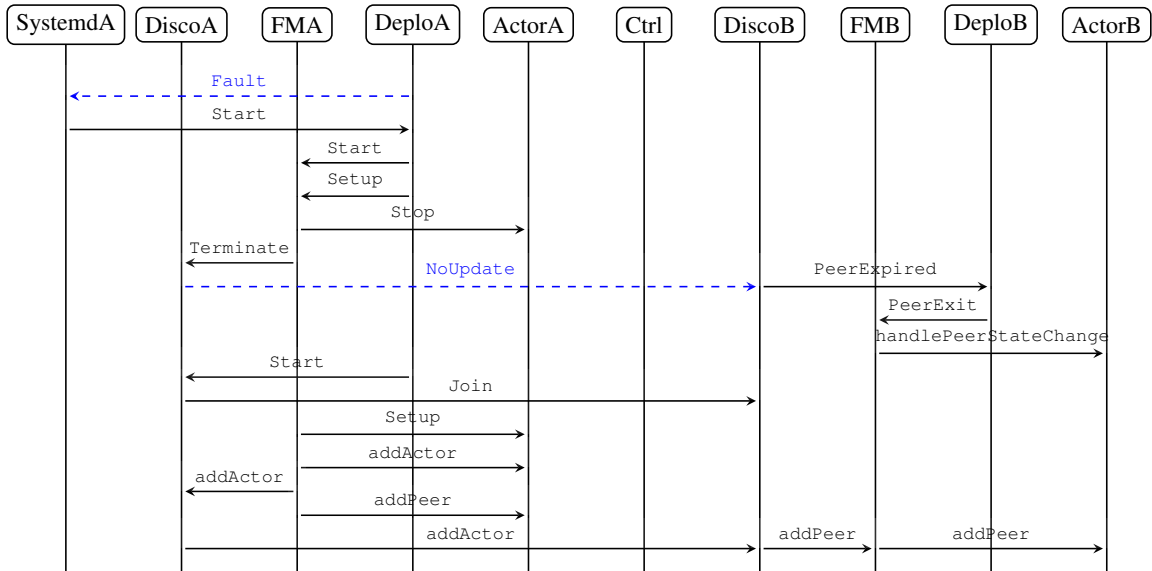 SystemdA DiscoA FMA DeploA ActorA Ctrl DiscoB FMB DeploB ActorB
Fault
Start
Start
Setup
Stop
Terminate
NoUpdate PeerExpired
PeerExit
handlePeerStateChange
Start
Join
Setup
addActor
addActor
addPeer
addActor addPeer addPeer